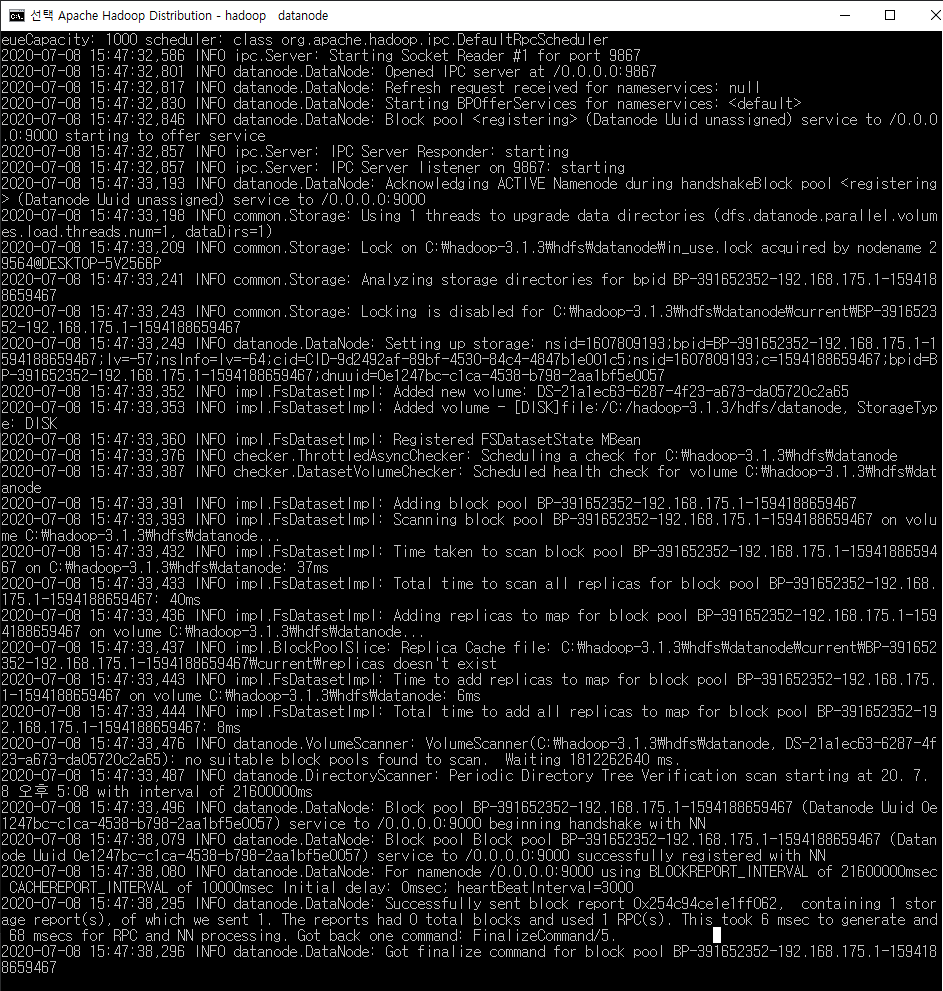 선택 Apache Hadoop Distribution - hadoop   datanode
eueCapacity: 1000 scheduler: class org.apache.hadoop.ipc.DefaultRpcScheduler
2020-07-08 15:47:32,586 INFO ipc.Server: Starting Socket Reader #1 for port 9867
2020-07-08 15:47:32,801 INFO datanode.DataNode: Opened IPC server at /0.0.0.0:9867
2020-07-08 15:47:32,817 INFO datanode.DataNode: Refresh request received for nameservices: null
2020-07-08 15:47:32,830 INFO datanode.DataNode: Starting BPOfferServices for nameservices: <default>
2020-07-08 15:47:32,846 INFO datanode.DataNode: Block pool <registering> (Datanode Uuid unassigned) service to /0.0.0
.0:9000 starting to offer service
2020-07-08 15:47:32,857 INFO ipc.Server: IPC Server Responder: starting
2020-07-08 15:47:32,857 INFO ipc.Server: IPC Server listener on 9867: starting
2020-07-08 15:47:33,193 INFO datanode.DataNode: Acknowledging ACTIVE Namenode during handshakeBlock pool <registering
> (Datanode Uuid unassigned) service to /0.0.0.0:9000
2020-07-08 15:47:33,198 INFO common.Storage: Using 1 threads to upgrade data directories (dfs.datanode.parallel.volum
es.load.threads.num=1, dataDirs=1)
2020-07-08 15:47:33,209 INFO common.Storage: Lock on C:₩hadoop-3.1.3₩hdfs₩datanode₩in_use.lock acquired by nodename 2
9564@DESKTOP-5V2566P
2020-07-08 15:47:33,241 INFO common.Storage: Analyzing storage directories for bpid BP-391652352-192.168.175.1-159418
8659467
2020-07-08 15:47:33,243 INFO common.Storage: Locking is disabled for C:₩hadoop-3.1.3₩hdfs₩datanode₩current₩BP-3916523
52-192.168.175.1-1594188659467
2020-07-08 15:47:33,249 INFO datanode.DataNode: Setting up storage: nsid=1607809193;bpid=BP-391652352-192.168.175.1-1
594188659467;lv=-57;nsInfo=lv=-64;cid=CID-9d2492af-89bf-4530-84c4-4847b1e001c5;nsid=1607809193;c=1594188659467;bpid=B
P-391652352-192.168.175.1-1594188659467;dnuuid=0e1247bc-c1ca-4538-b798-2aa1bf5e0057
2020-07-08 15:47:33,352 INFO impl.FsDatasetImpl: Added new volume: DS-21a1ec63-6287-4f23-a673-da05720c2a65
2020-07-08 15:47:33,353 INFO impl.FsDatasetImpl: Added volume - [DISK]file:/C:/hadoop-3.1.3/hdfs/datanode, StorageTyp
e: DISK
2020-07-08 15:47:33,360 INFO impl.FsDatasetImpl: Registered FSDatasetState MBean
2020-07-08 15:47:33,376 INFO checker.ThrottledAsyncChecker: Scheduling a check for C:₩hadoop-3.1.3₩hdfs₩datanode
2020-07-08 15:47:33,387 INFO checker.DatasetVolumeChecker: Scheduled health check for volume C:₩hadoop-3.1.3₩hdfs₩dat
anode
2020-07-08 15:47:33,391 INFO impl.FsDatasetImpl: Adding block pool BP-391652352-192.168.175.1-1594188659467
2020-07-08 15:47:33,393 INFO impl.FsDatasetImpl: Scanning block pool BP-391652352-192.168.175.1-1594188659467 on volu
me C:₩hadoop-3.1.3₩hdfs₩datanode...
2020-07-08 15:47:33,432 INFO impl.FsDatasetImpl: Time taken to scan block pool BP-391652352-192.168.175.1-15941886594
67 on C:₩hadoop-3.1.3₩hdfs₩datanode: 37ms
2020-07-08 15:47:33,433 INFO impl.FsDatasetImpl: Total time to scan all replicas for block pool BP-391652352-192.168.
175.1-1594188659467: 40ms
2020-07-08 15:47:33,436 INFO impl.FsDatasetImpl: Adding replicas to map for block pool BP-391652352-192.168.175.1-159
4188659467 on volume C:₩hadoop-3.1.3₩hdfs₩datanode...
2020-07-08 15:47:33,437 INFO impl.BlockPoolSlice: Replica Cache file: C:₩hadoop-3.1.3₩hdfs₩datanode₩current₩BP-391652
352-192.168.175.1-1594188659467₩current₩replicas doesn't exist
2020-07-08 15:47:33,443 INFO impl.FsDatasetImpl: Time to add replicas to map for block pool BP-391652352-192.168.175.
1-1594188659467 on volume C:₩hadoop-3.1.3₩hdfs₩datanode: 6ms
2020-07-08 15:47:33,444 INFO impl.FsDatasetImpl: Total time to add all replicas to map for block pool BP-391652352-19
2.168.175.1-1594188659467: 8ms
2020-07-08 15:47:33,476 INFO datanode.VolumeScanner: VolumeScanner(C:₩hadoop-3.1.3₩hdfs₩datanode, DS-21a1ec63-6287-4f
23-a673-da05720c2a65): no suitable block pools found to scan.  Waiting 1812262640 ms.
2020-07-08 15:47:33,487 INFO datanode.DirectoryScanner: Periodic Directory Tree Verification scan starting at 20. 7.
8 오후 5:08 with interval of 21600000ms
2020-07-08 15:47:33,496 INFO datanode.DataNode: Block pool BP-391652352-192.168.175.1-1594188659467 (Datanode Uuid 0e
1247bc-c1ca-4538-b798-2aa1bf5e0057) service to /0.0.0.0:9000 beginning handshake with NN
2020-07-08 15:47:38,079 INFO datanode.DataNode: Block pool Block pool BP-391652352-192.168.175.1-1594188659467 (Datan
ode Uuid 0e1247bc-c1ca-4538-b798-2aa1bf5e0057) service to /0.0.0.0:9000 successfully registered with NN
2020-07-08 15:47:38,080 INFO datanode.DataNode: For namenode /0.0.0.0:9000 using BLOCKREPORT_INTERVAL of 21600000msec
 CACHEREPORT_INTERVAL of 10000msec Initial delay: 0msec; heartBeatInterval=3000
2020-07-08 15:47:38,295 INFO datanode.DataNode: Successfully sent block report 0x254c94ce1e1ff062,  containing 1 stor
age report(s), of which we sent 1. The reports had 0 total blocks and used 1 RPC(s). This took 6 msec to generate and
 68 msecs for RPC and NN processing. Got back one command: FinalizeCommand/5.
2020-07-08 15:47:38,296 INFO datanode.DataNode: Got finalize command for block pool BP-391652352-192.168.175.1-159418
8659467